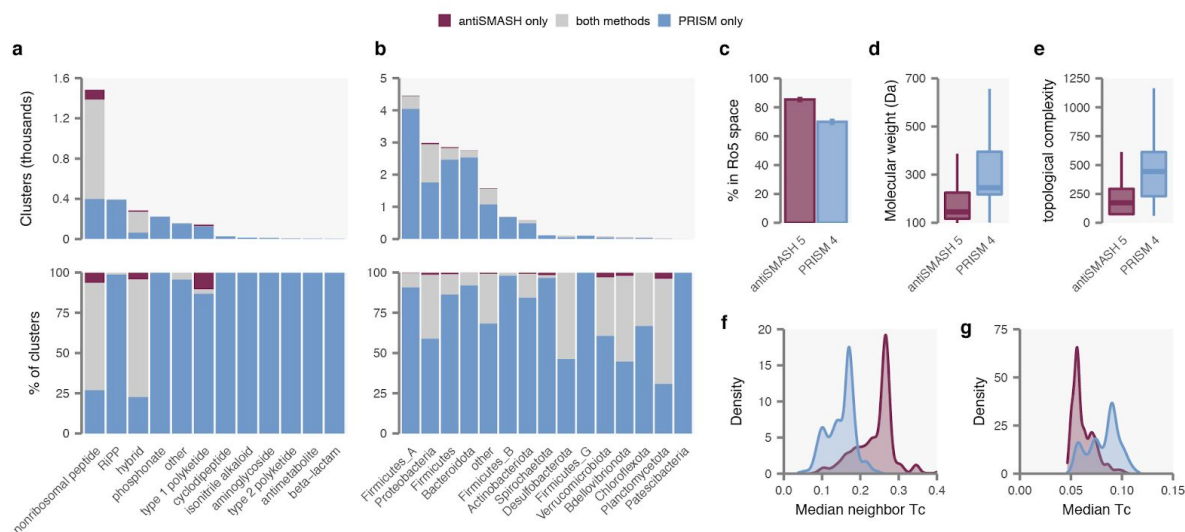 antiSMASH only both methods PRISM only
a
Clusters (thousands)
1.6
1.2
0.8
0.4
0
% of clusters
100
75
50
25
0
nonribosomal peptide
RiPP
hybrid
phosphonate
other
type 1 polyketide
cyclodipeptide
isonitrile alkaloid
aminoglycoside
type 2 polyketide
antimetabolite
beta-lactam
b
5
4
3
2
1
0
100
75
50
25
0
Firmicutes_A
Proteobacteria
Firmicutes
Bacteroidota
other
Firmicutes_B
Actinobacteriota
Spirochaetota
Desulfobacterota
Firmicutes_G
Verrucomicrobiota
Bdellovibrionota
Chloroflexota
Planctomycetota
Patescibacteria
c
% in Ro5 space
100
80
60
40
20
0
antiSMASH 5
PRISM 4
d
Molecular weight (Da)
700
500
300
100
antiSMASH 5
PRISM 4
e
topological complexity
1250
1000
750
500
250
0
antiSMASH 5
PRISM 4
f
Density
20
15
10
5
0
0.0 0.1 0.2 0.3 0.4
Median neighbor Tc
g
Density
75
50
25
0
0.00 0.05 0.10 0.15
Median Tc